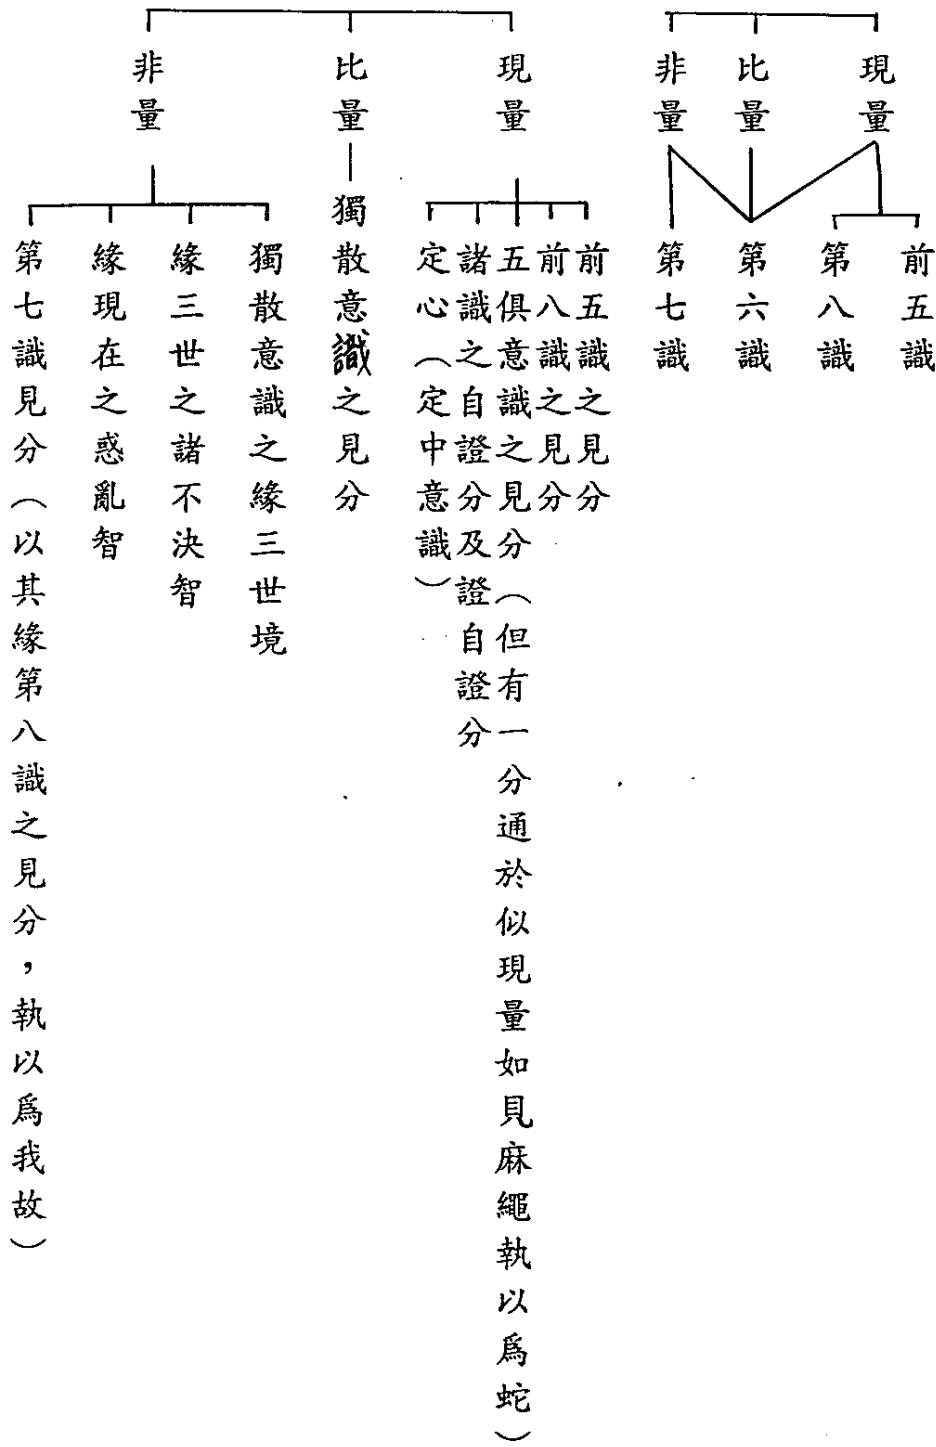 現量
比量
非量
前五識
第八識
第六識
第七識
現量
前五識之見分
前八識之見分
五俱意識之見分（但有一分通於似現量如見麻繩執以爲蛇）
諸識之自證分及證自證分
定心（定中意識）
比量
獨散意識之見分
非量
獨散意識之緣三世境
緣三世之諸不決智
緣現在之惑亂智
第七識見分（以其緣第八識之見分，執以爲我故）